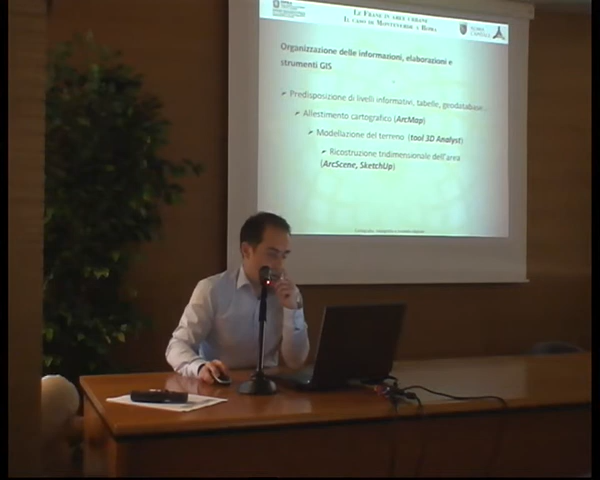 Le Frane in aree urbane
Il caso di Monteverde a Roma
Organizzazione delle informazioni, elaborazioni e
strumenti GIS
➢ Predisposizione di livelli informativi, tabelle, geodatabase
➢ Allestimento cartografico (ArcMap)
➢ Modellazione del terreno (tool 3D Analyst)
➢ Ricostruzione tridimensionale dell'area
(ArcScene, SketchUp)